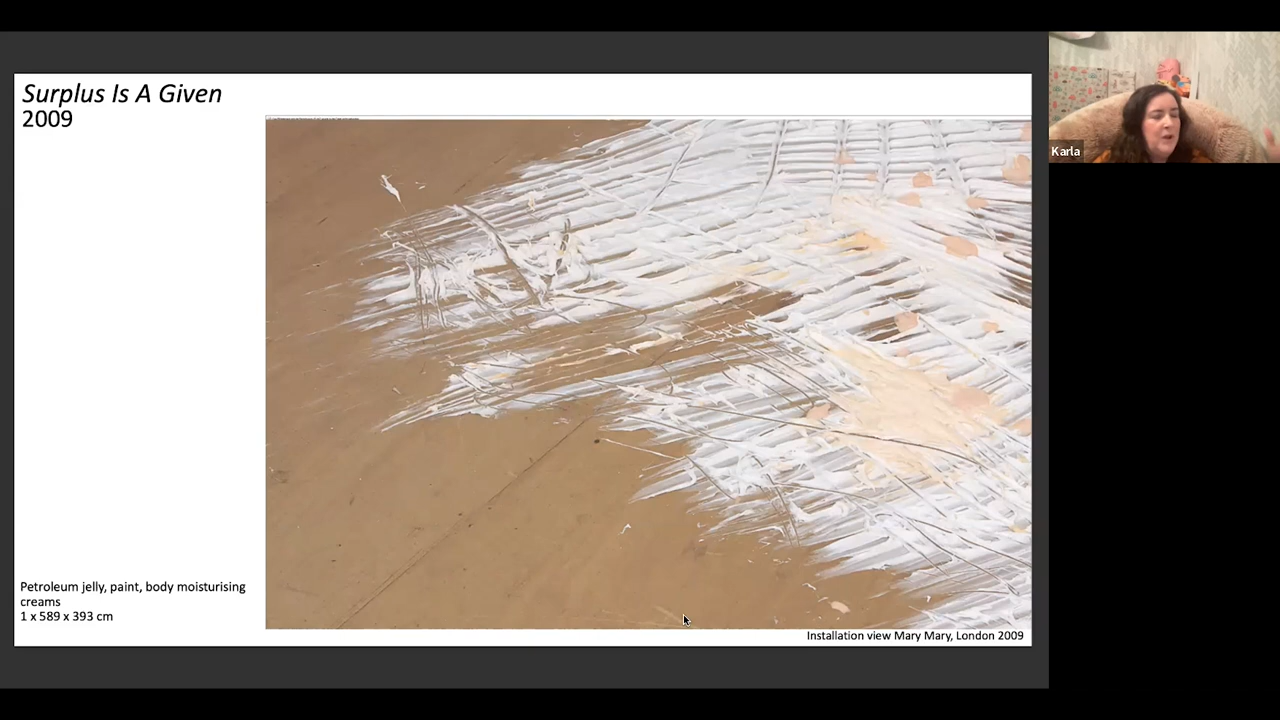 Surplus Is A Given
2009
Karla
Petroleum jelly, paint, body moisturising
creams
1 x 589 x 393 cm
Installation view Mary Mary, London 2009